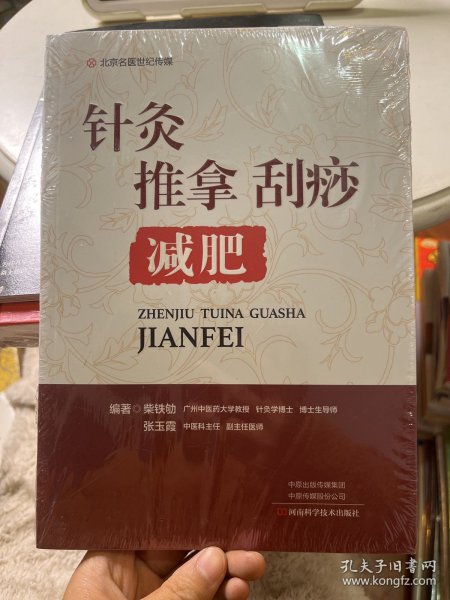 北京名医世纪传媒
针灸
推拿 刮痧
减肥
ZHENJIU TUINA GUASHA
JIANFEI
编著 柴铁劬 广州中医药大学教授 针灸学博士 博士生导师
张玉霞 中医科主任 副主任医师
中原出版传媒集团
中原传媒股份公司
河南科学技术出版社
孔夫子旧书网
www.kongfz.com